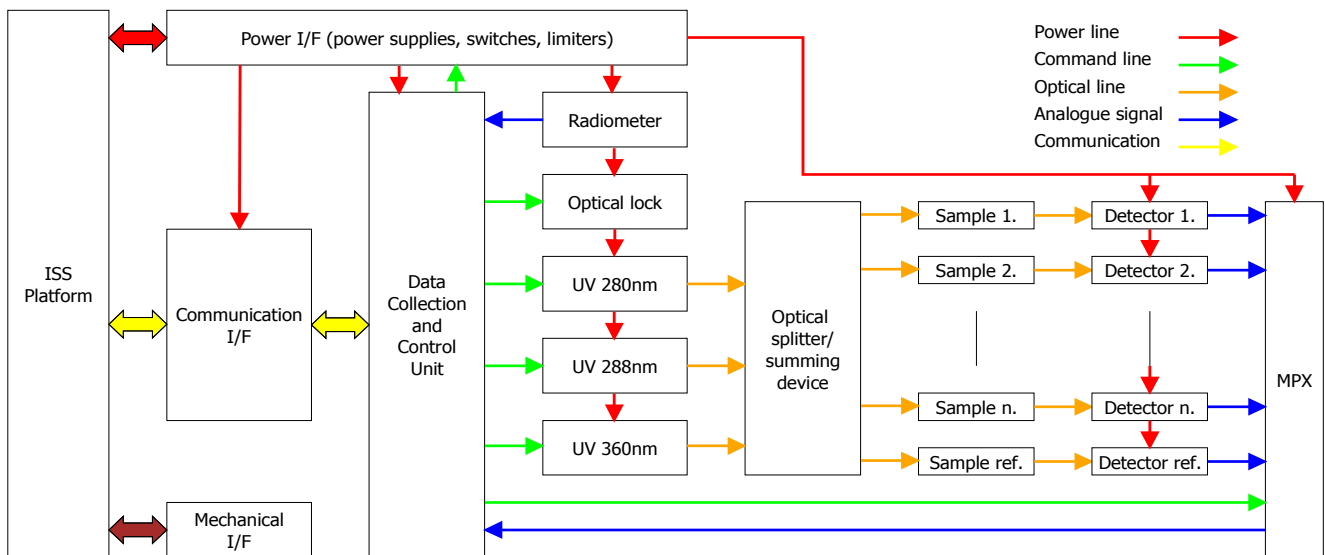 Power I/F (power supplies, switches, limiters)
Power line
Command line
Optical line
Analogue signal
Communication
Radiometer
Optical lock
ISS
Platform
Communication
I/F
Data
Collection
and
Control
Unit
UV 280nm
UV 288nm
UV 360nm
Optical
splitter/
summing
device
Sample 1.
Detector 1.
Sample 2.
Detector 2.
Sample n.
Detector n.
Sample ref.
Detector ref.
MPX
Mechanical
I/F